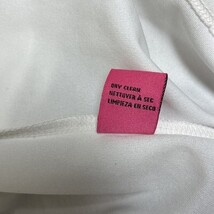 DRY CLEAN
NETTOYER À SEC
LIMPIEZA EN SECO